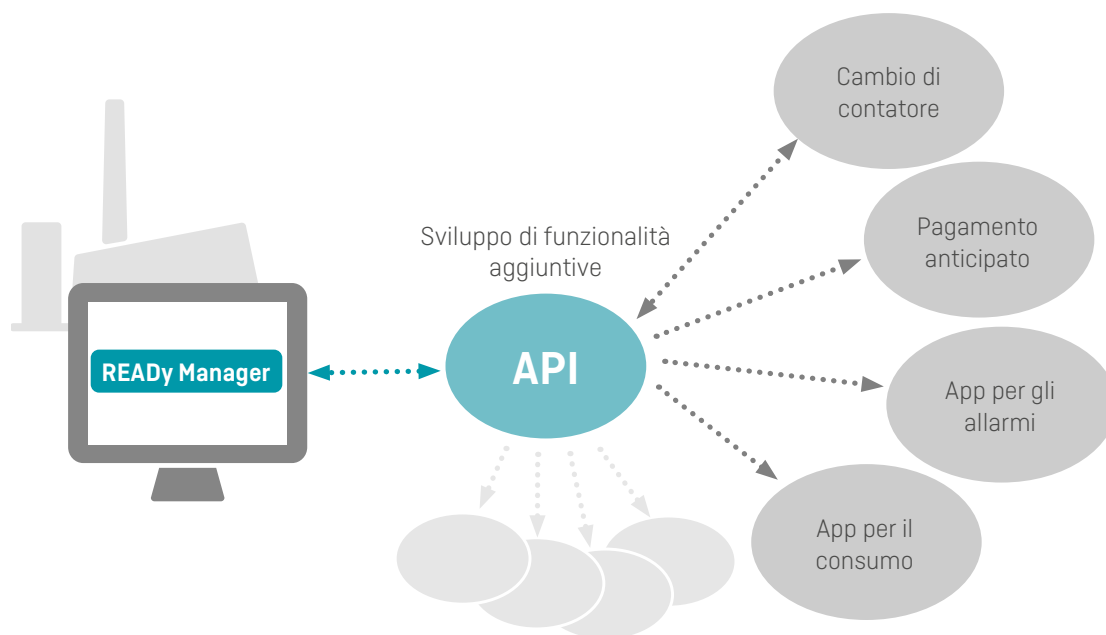 Cambio di
contatore
Pagamento
anticipato
Sviluppo di funzionalità
aggiuntive
READy Manager
API
App per gli
allarmi
App per il
consumo